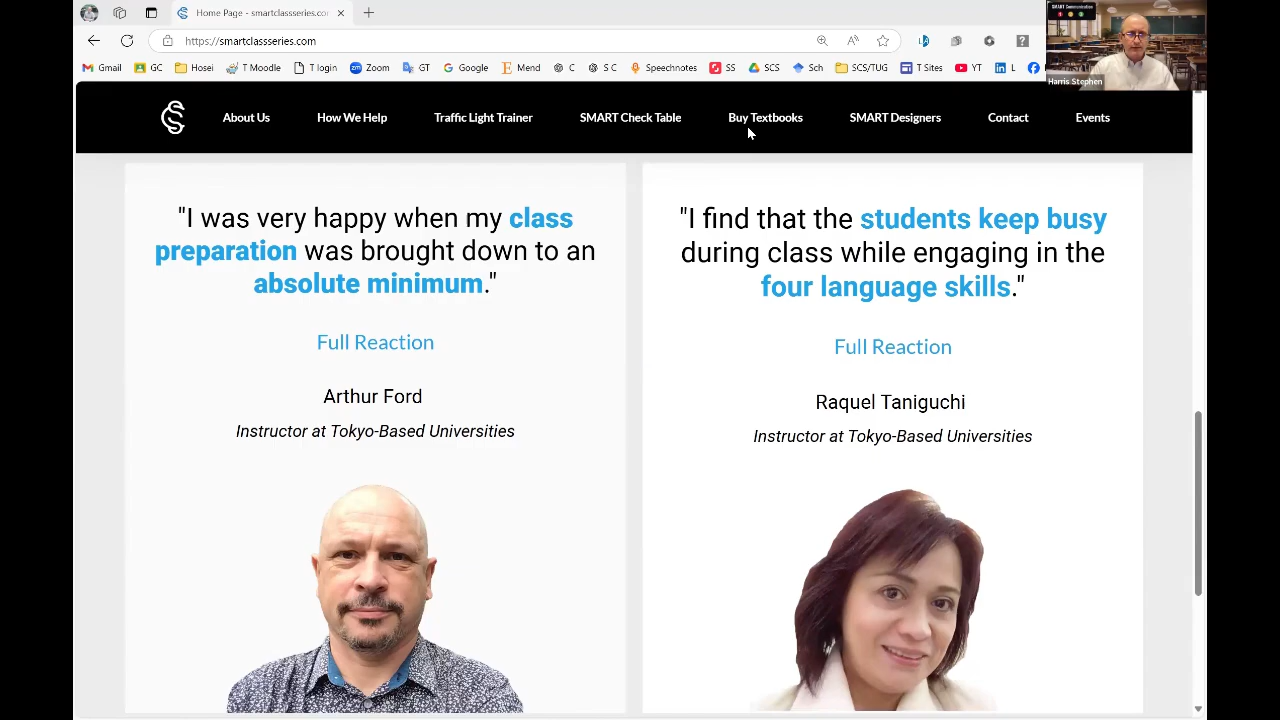 Home Page - smartclassseries.com
https://smartclassseries.com
Gmail GC Hosei T Moodle T login Zoom GT Google Mend C S C Speechnotes SS SCS Sch SCS/TUG T Sites YT L
SMART Communication
Harris Stephen
About Us How We Help Traffic Light Trainer SMART Check Table Buy Textbooks SMART Designers Contact Events
"I was very happy when my class
preparation was brought down to an
absolute minimum."
Full Reaction
Arthur Ford
Instructor at Tokyo-Based Universities
"I find that the students keep busy
during class while engaging in the
four language skills."
Full Reaction
Raquel Taniguchi
Instructor at Tokyo-Based Universities